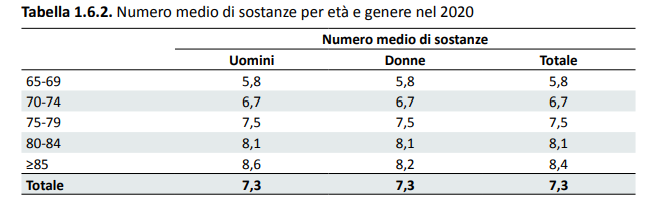 Tabella 1.6.2. Numero medio di sostanze per età e genere nel 2020
Numero medio di sostanze
Uomini Donne Totale
65-69 5,8 5,8 5,8
70-74 6,7 6,7 6,7
75-79 7,5 7,5 7,5
80-84 8,1 8,1 8,1
≥85 8,6 8,2 8,4
Totale 7,3 7,3 7,3